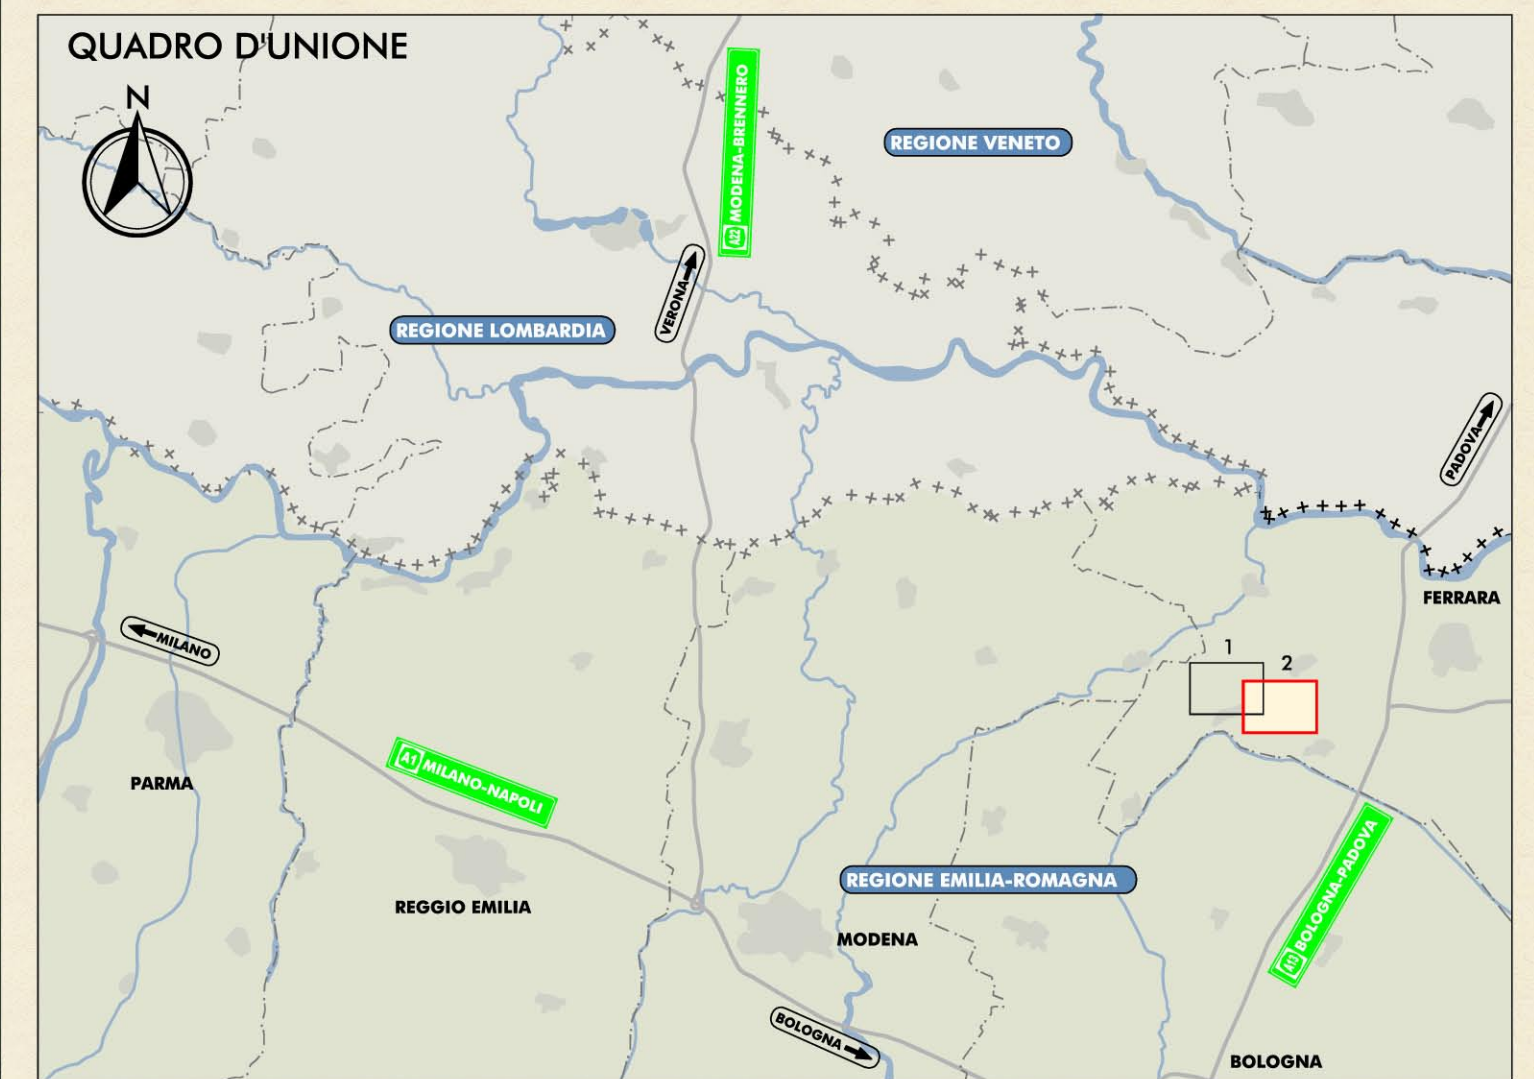 QUADRO D'UNIONE
N
A22 MODENA-BRENNERO
REGIONE VENETO
VERONA
REGIONE LOMBARDIA
PADOVA
FERRARA
MILANO
1
2
PARMA
A1 MILANO-NAPOLI
REGIONE EMILIA-ROMAGNA
A13 BOLOGNA-PADOVA
REGGIO EMILIA
MODENA
BOLOGNA
BOLOGNA